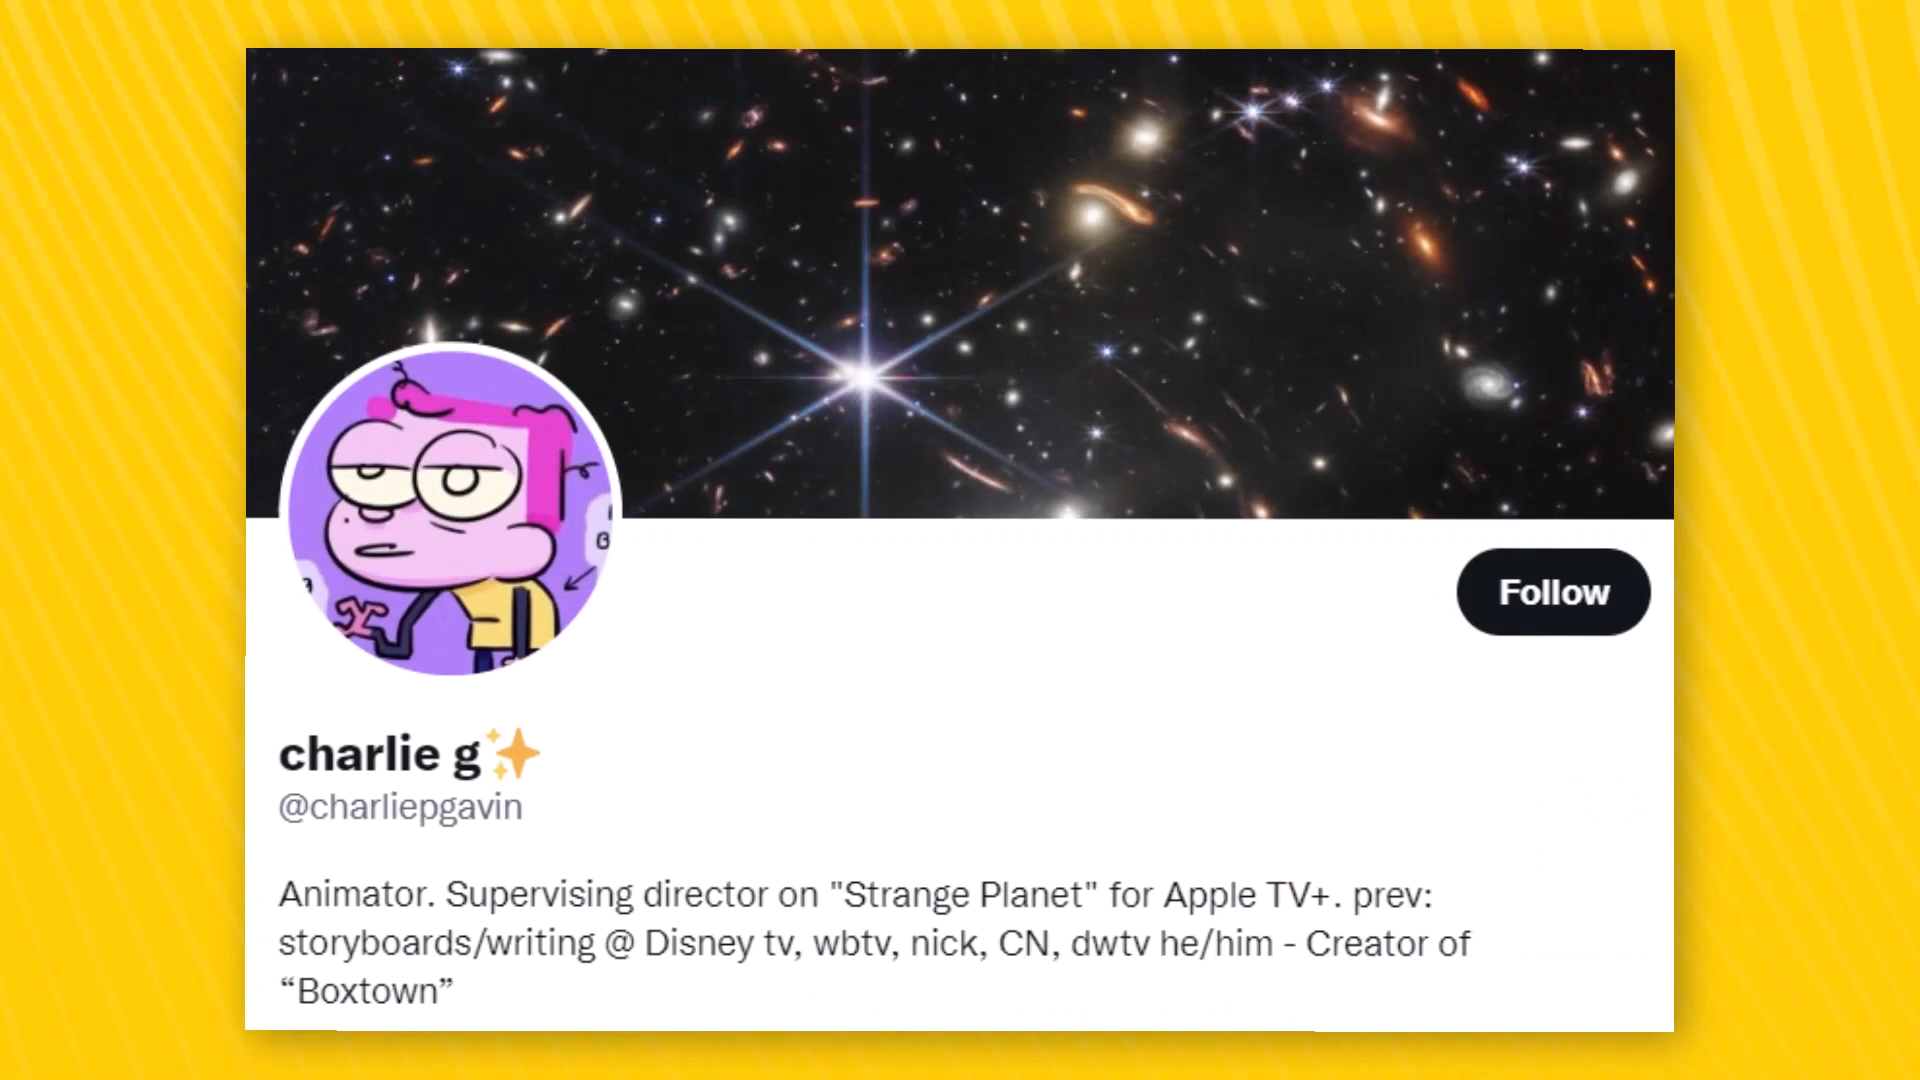 Follow
charlie g✨
@charliepgavin
Animator. Supervising director on "Strange Planet" for Apple TV+. prev:
storyboards/writing @ Disney tv, wbtv, nick, CN, dwtv he/him - Creator of
“Boxtown”